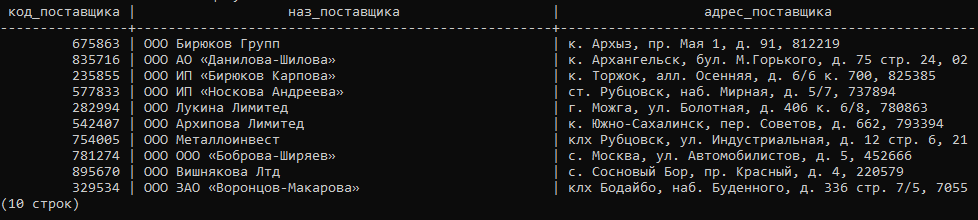 код_поставщика | наз_поставщика | адрес_поставщика
675863 | ООО Бирюков Групп | к. Архыз, пр. Мая 1, д. 91, 812219
835716 | ООО АО «Данилова-Шилова» | к. Архангельск, бул. М.Горького, д. 75 стр. 24, 02
235855 | ООО ИП «Бирюков Карпова» | к. Торжок, алл. Осенняя, д. 6/6 к. 700, 825385
577833 | ООО ИП «Носкова Андреева» | ст. Рубцовск, наб. Мирная, д. 5/7, 737894
282994 | ООО Лукина Лимитед | г. Можга, ул. Болотная, д. 406 к. 6/8, 780863
542407 | ООО Архипова Лимитед | к. Южно-Сахалинск, пер. Советов, д. 662, 793394
754005 | ООО Металлоинвест | клх Рубцовск, ул. Индустриальная, д. 12 стр. 6, 21
781274 | ООО ООО «Боброва-Ширяев» | с. Москва, ул. Автомобилистов, д. 5, 452666
895670 | ООО Вишнякова Лтд | с. Сосновый Бор, пр. Красный, д. 4, 220579
329534 | ООО ЗАО «Воронцов-Макарова» | клх Бодайбо, наб. Буденного, д. 336 стр. 7/5, 7055
(10 строк)